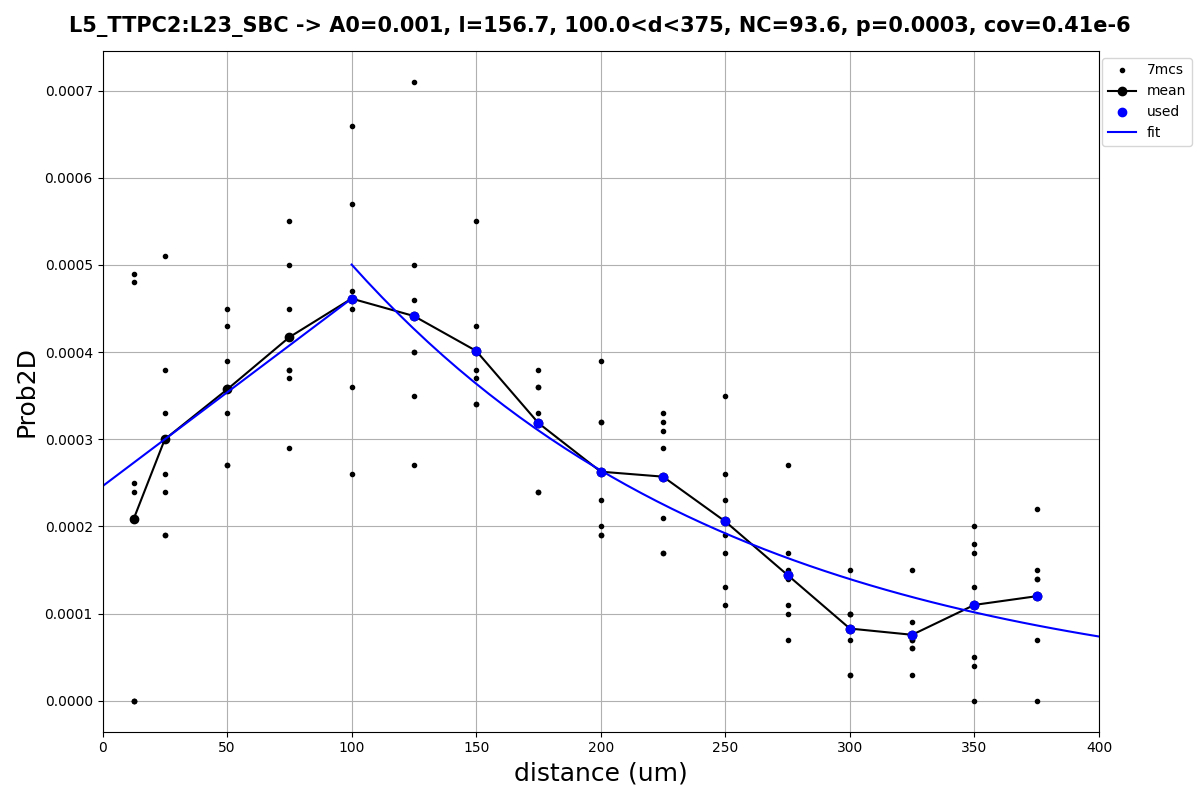 L5_TTPC2:L23_SBC -> A0=0.001, l=156.7, 100.0<d<375, NC=93.6, p=0.0003, cov=0.41e-6
7mcs
mean
used
fit
Prob2D
0.0007
0.0006
0.0005
0.0004
0.0003
0.0002
0.0001
0.0000
0 50 100 150 200 250 300 350 400
distance (um)